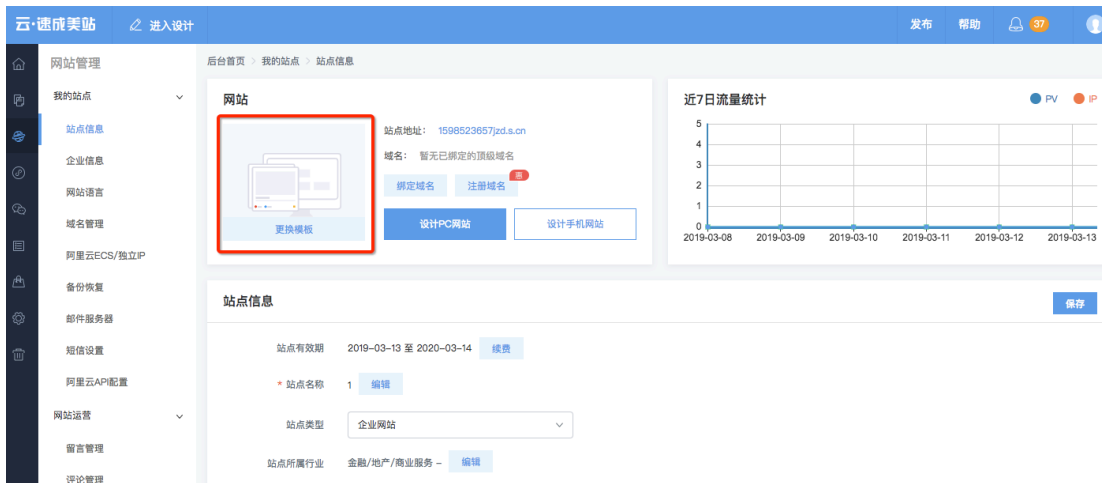 云·速成美站 进入设计 发布 帮助 37
网站管理
我的站点
站点信息
企业信息
网站语言
域名管理
阿里云ECS/独立IP
备份恢复
邮件服务器
短信设置
阿里云API配置
网站运营
留言管理
评论管理
后台首页 > 我的站点 > 站点信息
网站
更换模板
站点地址： 1598523657jzd.s.cn
域名： 暂无已绑定的顶级域名
绑定域名 注册域名 惠
设计PC网站 设计手机网站
近7日流量统计 PV IP
5
4
3
2
1
0
2019-03-08 2019-03-09 2019-03-10 2019-03-11 2019-03-12 2019-03-13
站点信息 保存
站点有效期 2019-03-13 至 2020-03-14 续费
* 站点名称 1 编辑
站点类型 企业网站
站点所属行业 金融/地产/商业服务 - 编辑